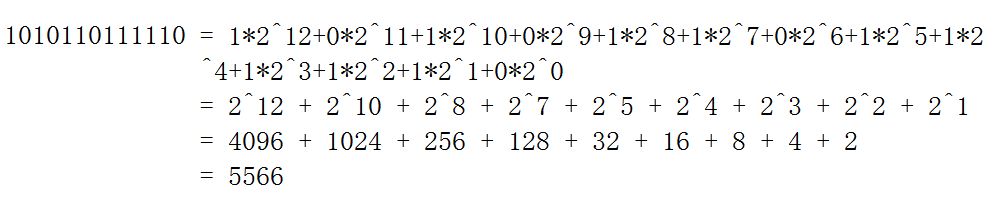 1010110111110 = 1*2^12+0*2^11+1*2^10+0*2^9+1*2^8+1*2^7+0*2^6+1*2^5+1*2
^4+1*2^3+1*2^2+1*2^1+0*2^0
= 2^12 + 2^10 + 2^8 + 2^7 + 2^5 + 2^4 + 2^3 + 2^2 + 2^1
= 4096 + 1024 + 256 + 128 + 32 + 16 + 8 + 4 + 2
= 5566